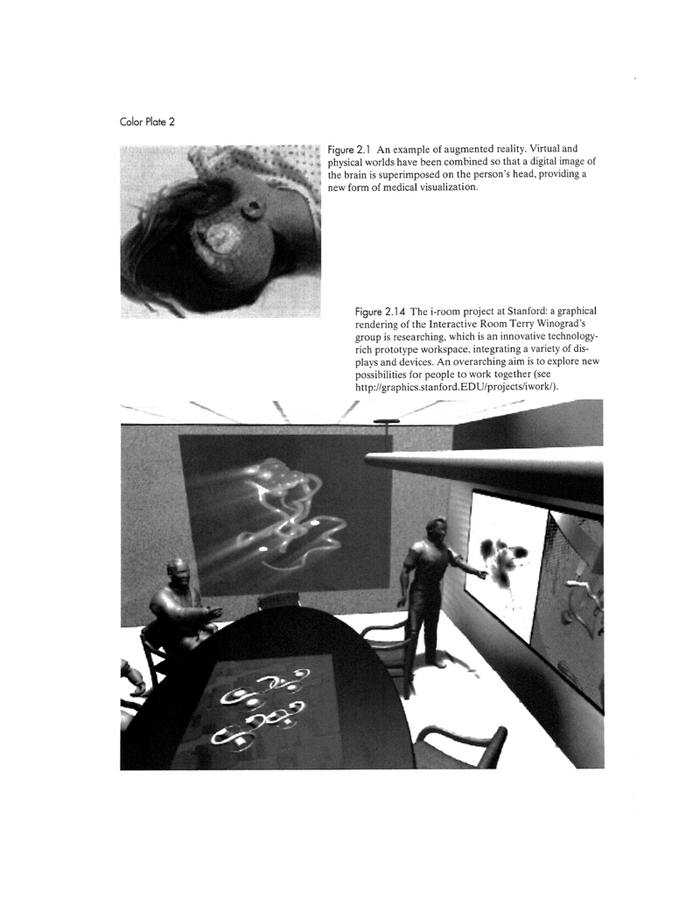 Color Plate 2
Figure 2.1 An example of augmented reality. Virtual and
physical worlds have been combined so that a digital image of
the brain is superimposed on the person's head, providing a
new form of medical visualization.
Figure 2.14 The i-room project at Stanford: a graphical
rendering of the Interactive Room Terry Winograd's
group is researching, which is an innovative technology-
rich prototype workspace, integrating a variety of dis-
plays and devices. An overarching aim is to explore new
possibilities for people to work together (see
http://graphics.stanford.EDU/projects/iwork/).